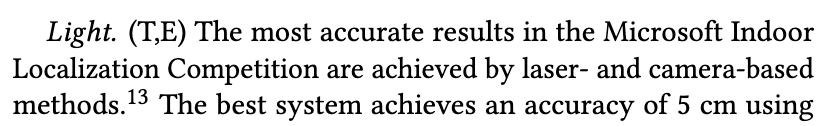 Light. (T,E) The most accurate results in the Microsoft Indoor
Localization Competition are achieved by laser- and camera-based
methods.¹³ The best system achieves an accuracy of 5 cm using